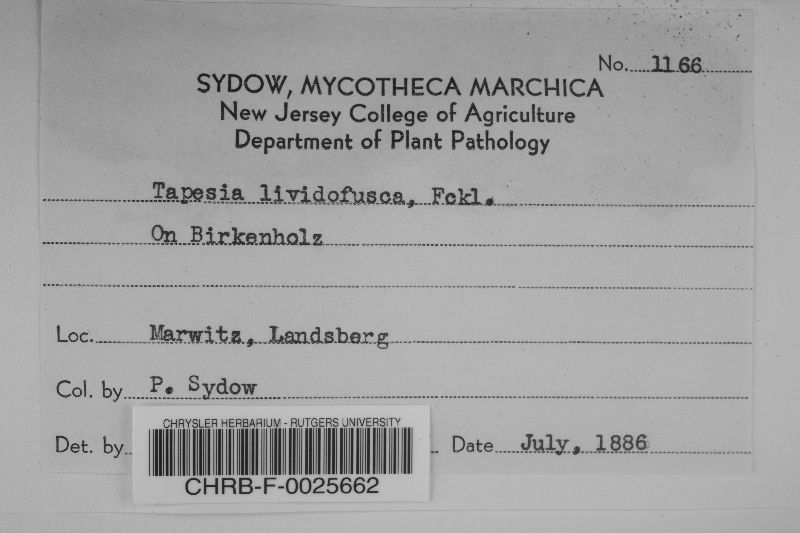 No. 1166
SYDOW, MYCOTHECA MARCHICA
New Jersey College of Agriculture
Department of Plant Pathology
Tapesia lividofusca, Fckl.
On Birkenholz
Loc. Marwitz, Landsberg
Col. by P. Sydow
Det. by
Date July, 1886
CHRYSLER HERBARIUM - RUTGERS UNIVERSITY
CHRB-F-0025662